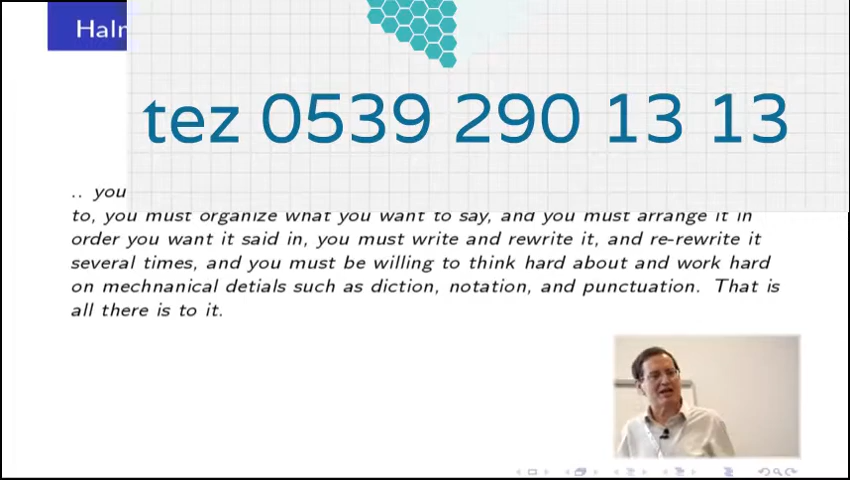 tez 0539 290 13 13
.. you
to, you must organize what you want to say, and you must arrange it in
order you want it said in, you must write and rewrite it, and re-rewrite it
several times, and you must be willing to think hard about and work hard
on mechnanical detials such as diction, notation, and punctuation. That is
all there is to it.